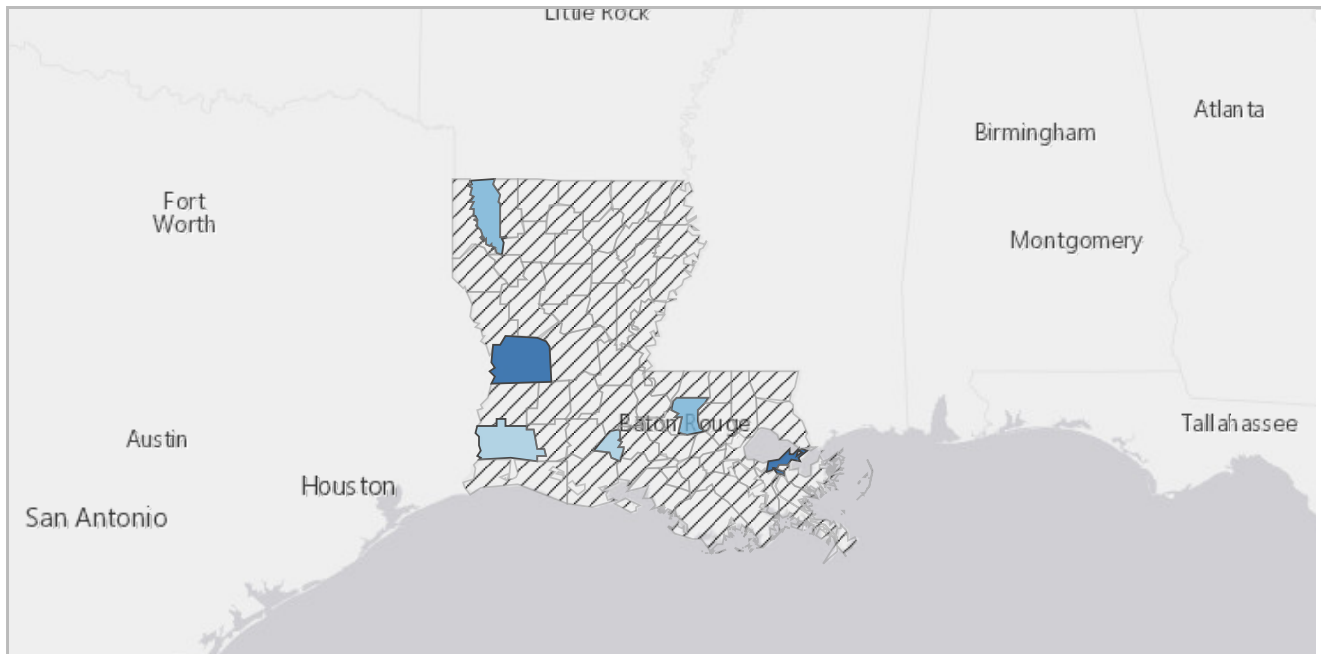 Little Rock
Atlanta
Birmingham
Fort
Worth
Montgomery
Baton Rouge
Tallahassee
Austin
Houston
San Antonio